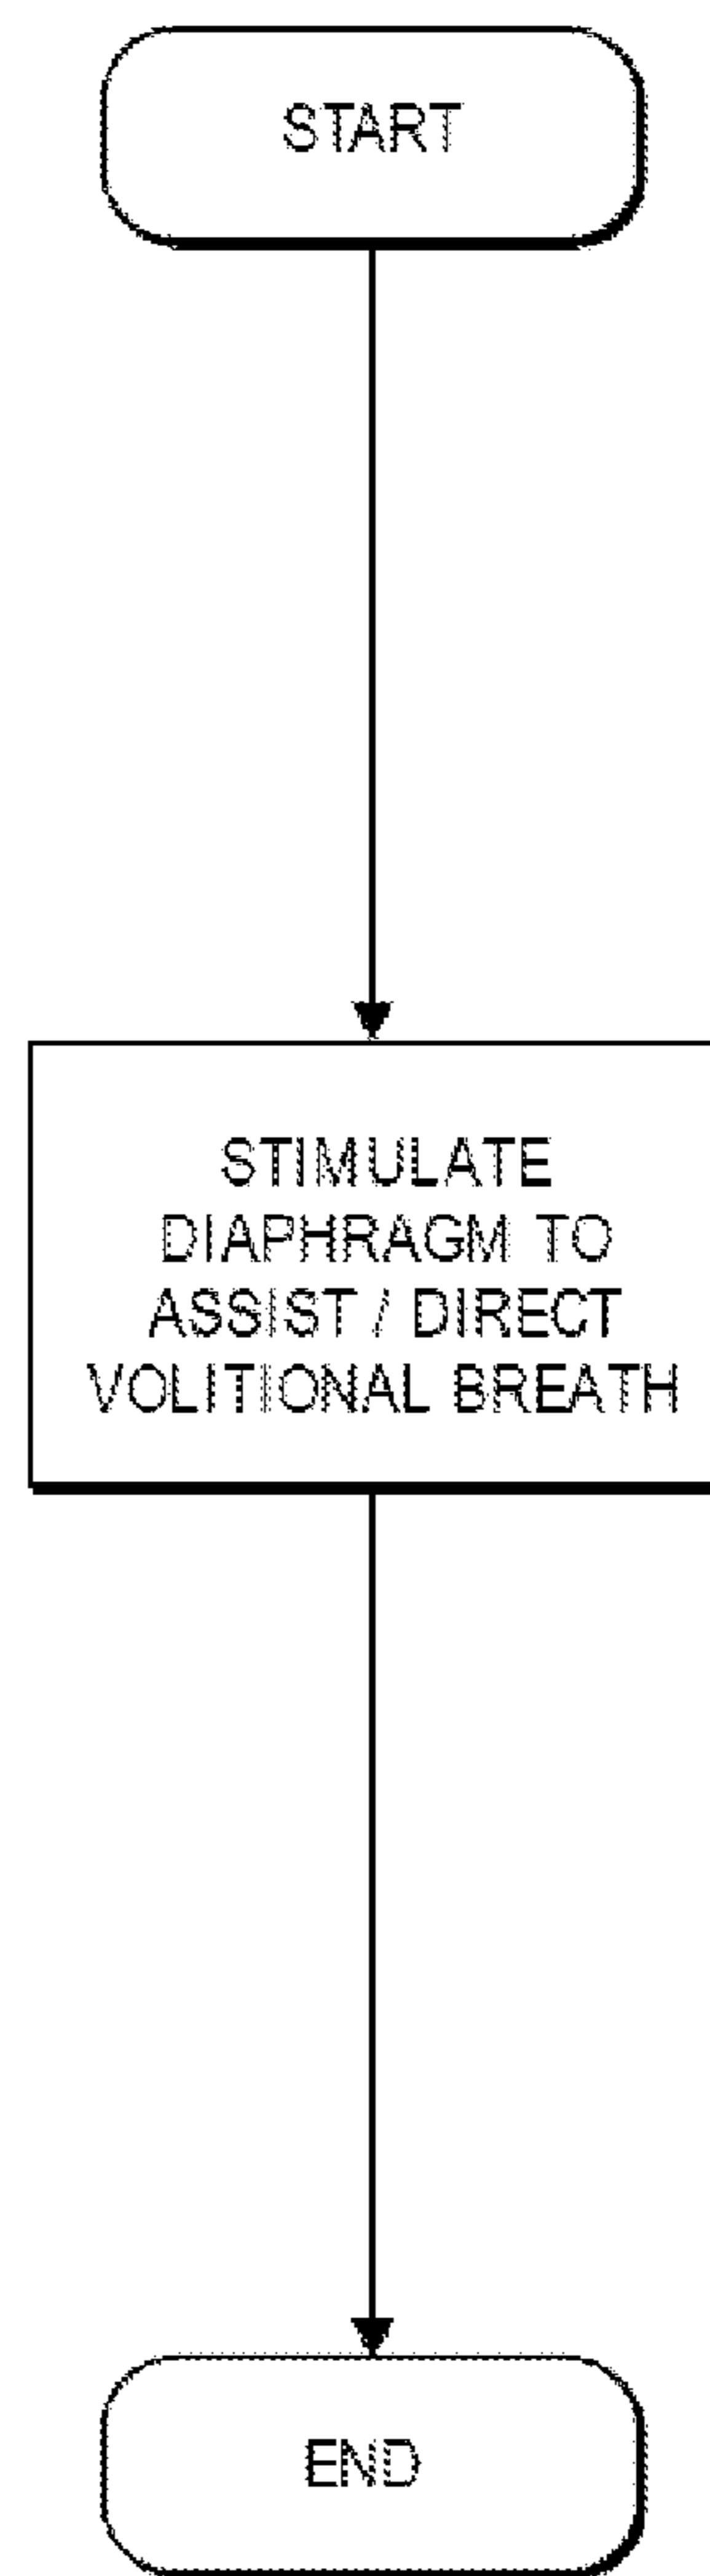 START
STIMULATE
DIAPHRAGM TO
ASSIST / DIRECT
VOLITIONAL BREATH
END